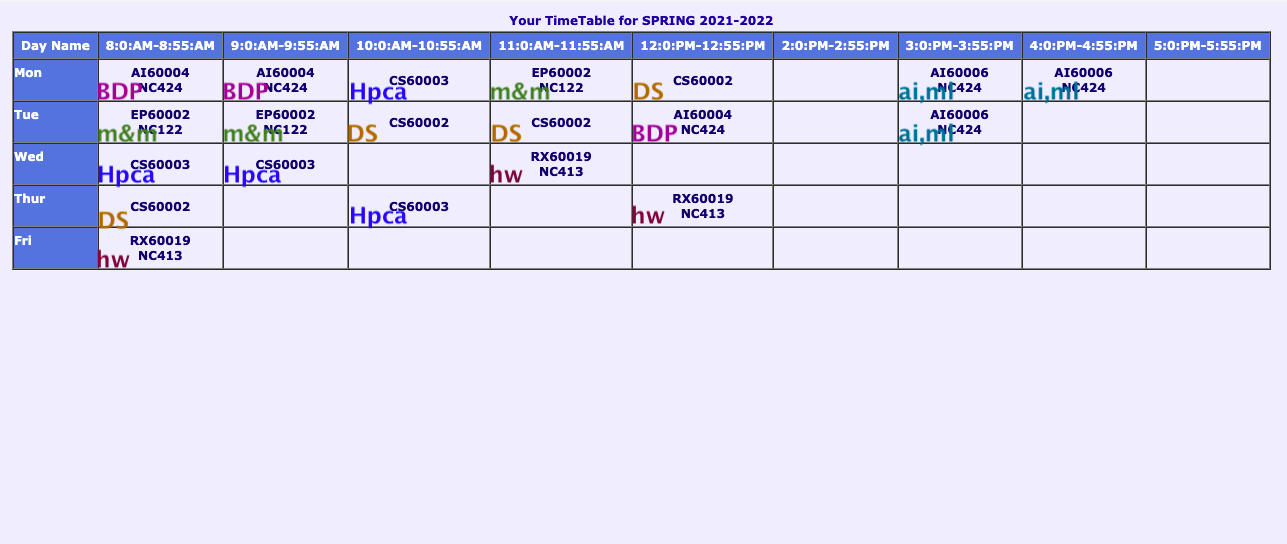 Your TimeTable for SPRING 2021-2022
Day Name 8:0:AM-8:55:AM 9:0:AM-9:55:AM 10:0:AM-10:55:AM 11:0:AM-11:55:AM 12:0:PM-12:55:PM 2:0:PM-2:55:PM 3:0:PM-3:55:PM 4:0:PM-4:55:PM 5:0:PM-5:55:PM
Mon AI60004 AI60004 CS60003 EP60002 CS60002 AI60006 AI60006
NC424 NC424 NC122 NC424 NC424
BDP BDP Hpca m&m DS ai,ml ai,ml
Tue EP60002 EP60002 CS60002 CS60002 AI60004 AI60006
NC122 NC122 NC424 NC424
m&m m&m DS DS BDP ai,ml
Wed CS60003 CS60003 RX60019
NC413
Hpca Hpca hw
Thur CS60002 CS60003 RX60019
NC413
DS Hpca hw
Fri RX60019
NC413
hw